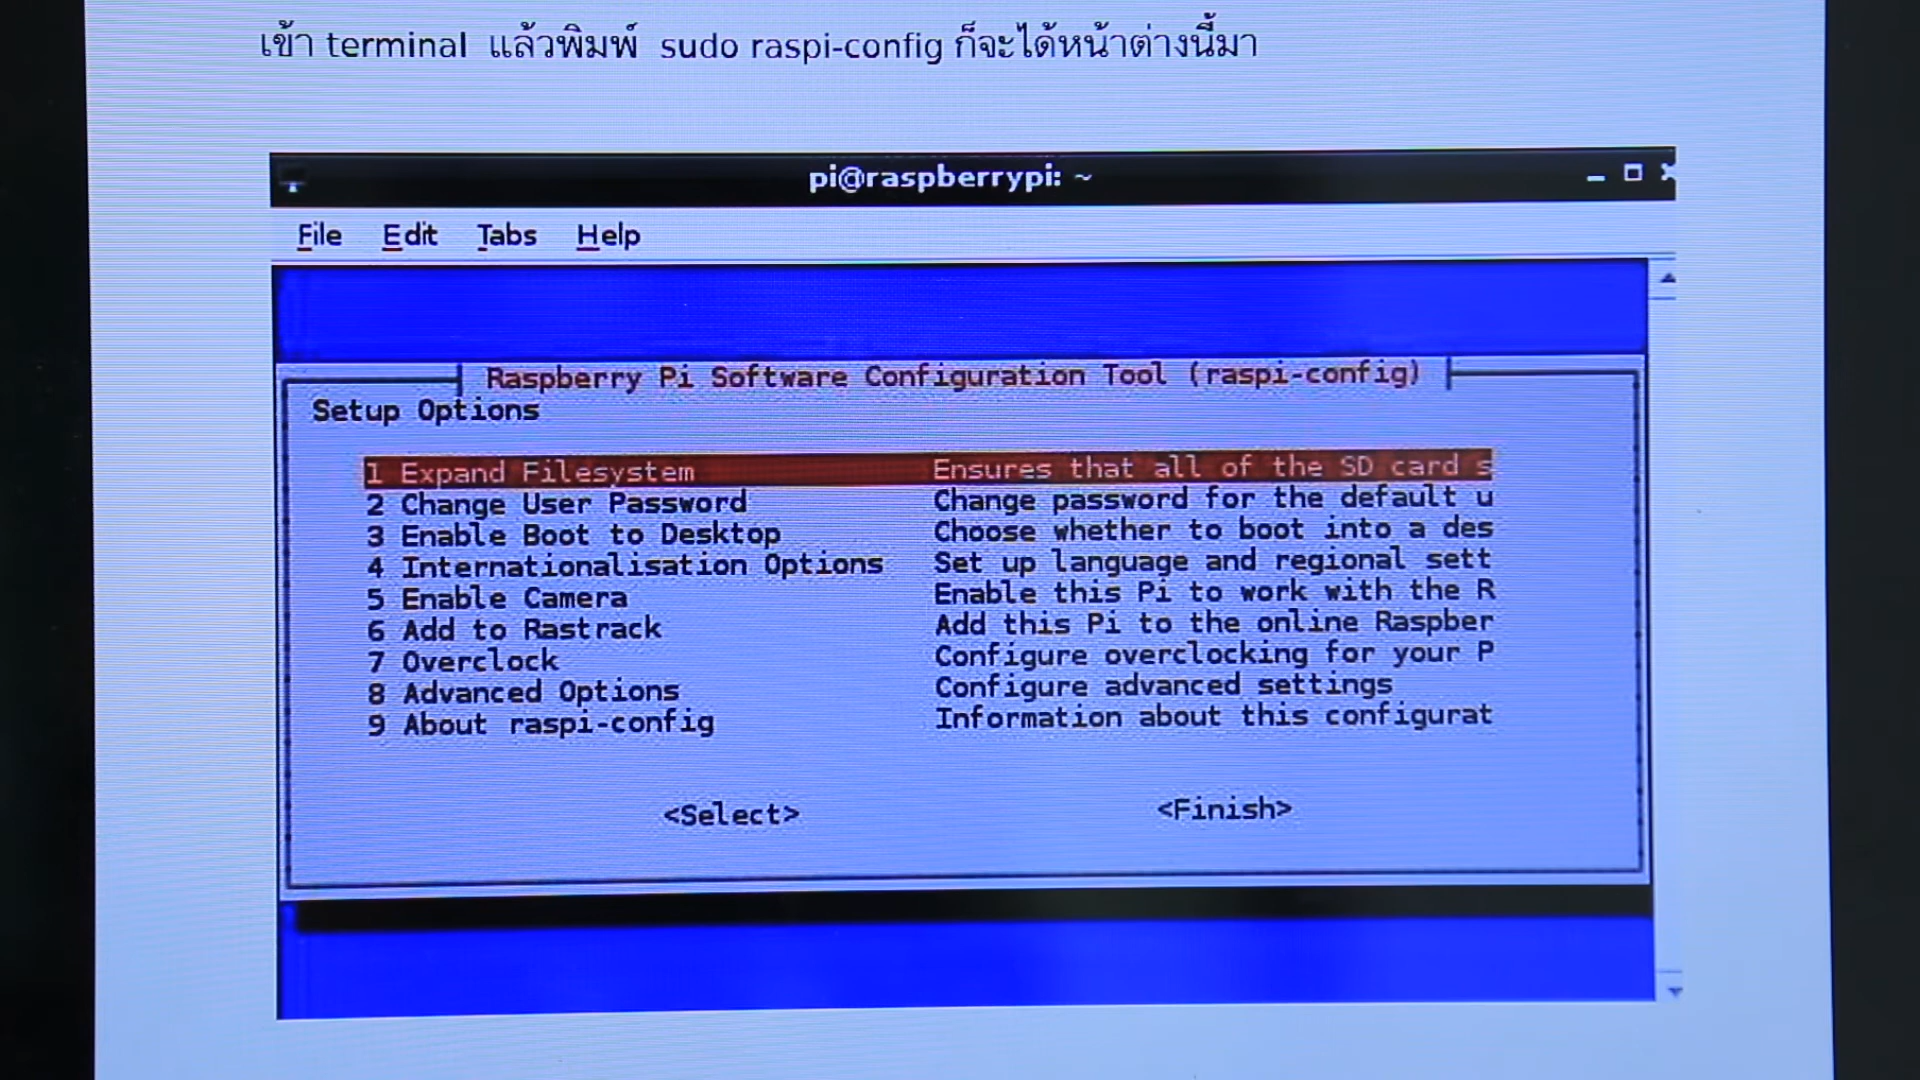 เข้า terminal แล้วพิมพ์ sudo raspi-config ก็จะได้หน้าต่างนี้มา
pi@raspberrypi: ~
File Edit Tabs Help
Raspberry Pi Software Configuration Tool (raspi-config)
Setup Options
1 Expand Filesystem Ensures that all of the SD card s
2 Change User Password Change password for the default u
3 Enable Boot to Desktop Choose whether to boot into a des
4 Internationalisation Options Set up language and regional sett
5 Enable Camera Enable this Pi to work with the R
6 Add to Rastrack Add this Pi to the online Raspber
7 Overclock Configure overclocking for your P
8 Advanced Options Configure advanced settings
9 About raspi-config Information about this configurat
<Select> <Finish>